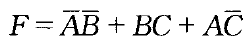 F = A̅B̅ + BC + AC̅